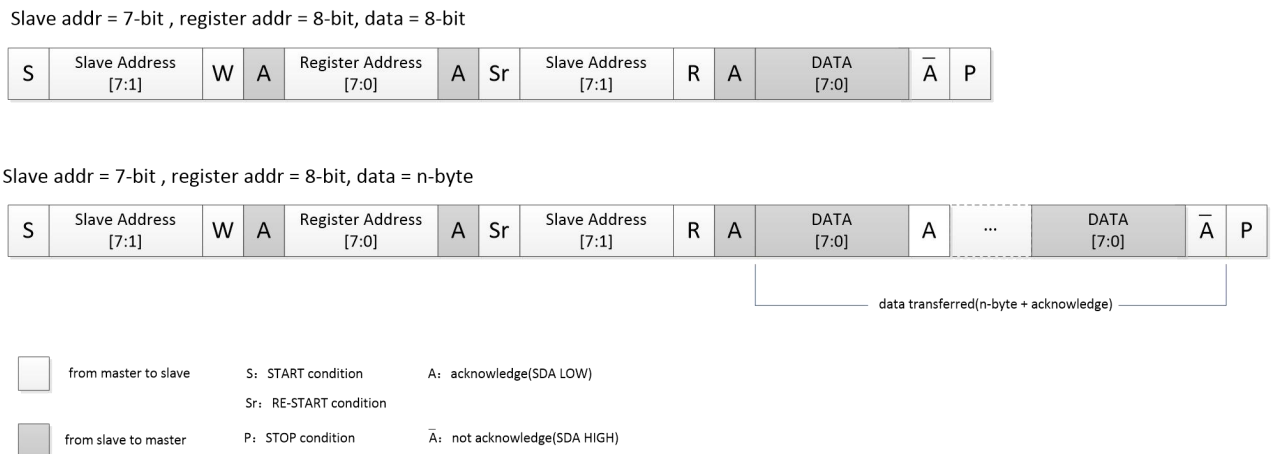 Slave addr = 7-bit , register addr = 8-bit, data = 8-bit
S Slave Address [7:1] W A Register Address [7:0] A Sr Slave Address [7:1] R A DATA [7:0] A̅ P
Slave addr = 7-bit , register addr = 8-bit, data = n-byte
S Slave Address [7:1] W A Register Address [7:0] A Sr Slave Address [7:1] R A DATA [7:0] A ... DATA [7:0] A̅ P
data transferred(n-byte + acknowledge)
from master to slave S: START condition A: acknowledge(SDA LOW)
Sr: RE-START condition
from slave to master P: STOP condition A̅: not acknowledge(SDA HIGH)